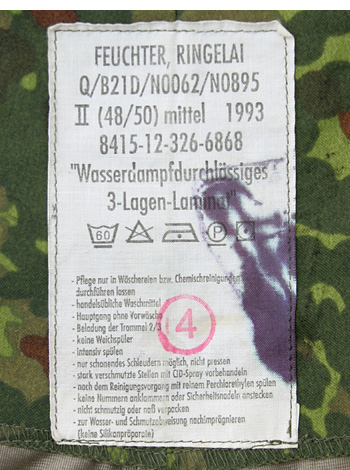 FEUCHTER, RINGELAI
Q/B21D/N0062/N0895
II (48/50) mittel 1993
8415-12-326-6868
"Wasserdampfdurchlässiges
3-Lagen-Laminat"
60 P
- Pflege nur in Wäschereien bzw. Chemischreinigungen
durchführen lassen
- handelsübliche Waschmittel
- Hauptgang ohne Vorwäsche
- Beladung der Trommel 2/3
- keine Weichspüler
- intensiv spülen
- nur schonendes Schleudern möglich, nicht pressen
- stark verschmutzte Stellen mit CID-Spray vorbehandeln
- nach dem Reinigungsvorgang mit reinem Perchlorethylen spülen
- keine Anmeknammern oder Sicherheitsnadeln anstecken
- nicht schmutzig oder naß verpacken
- zur Wasser- und Schmutzabweisung nachimprägnieren
(keine Silikonpräparate)
4